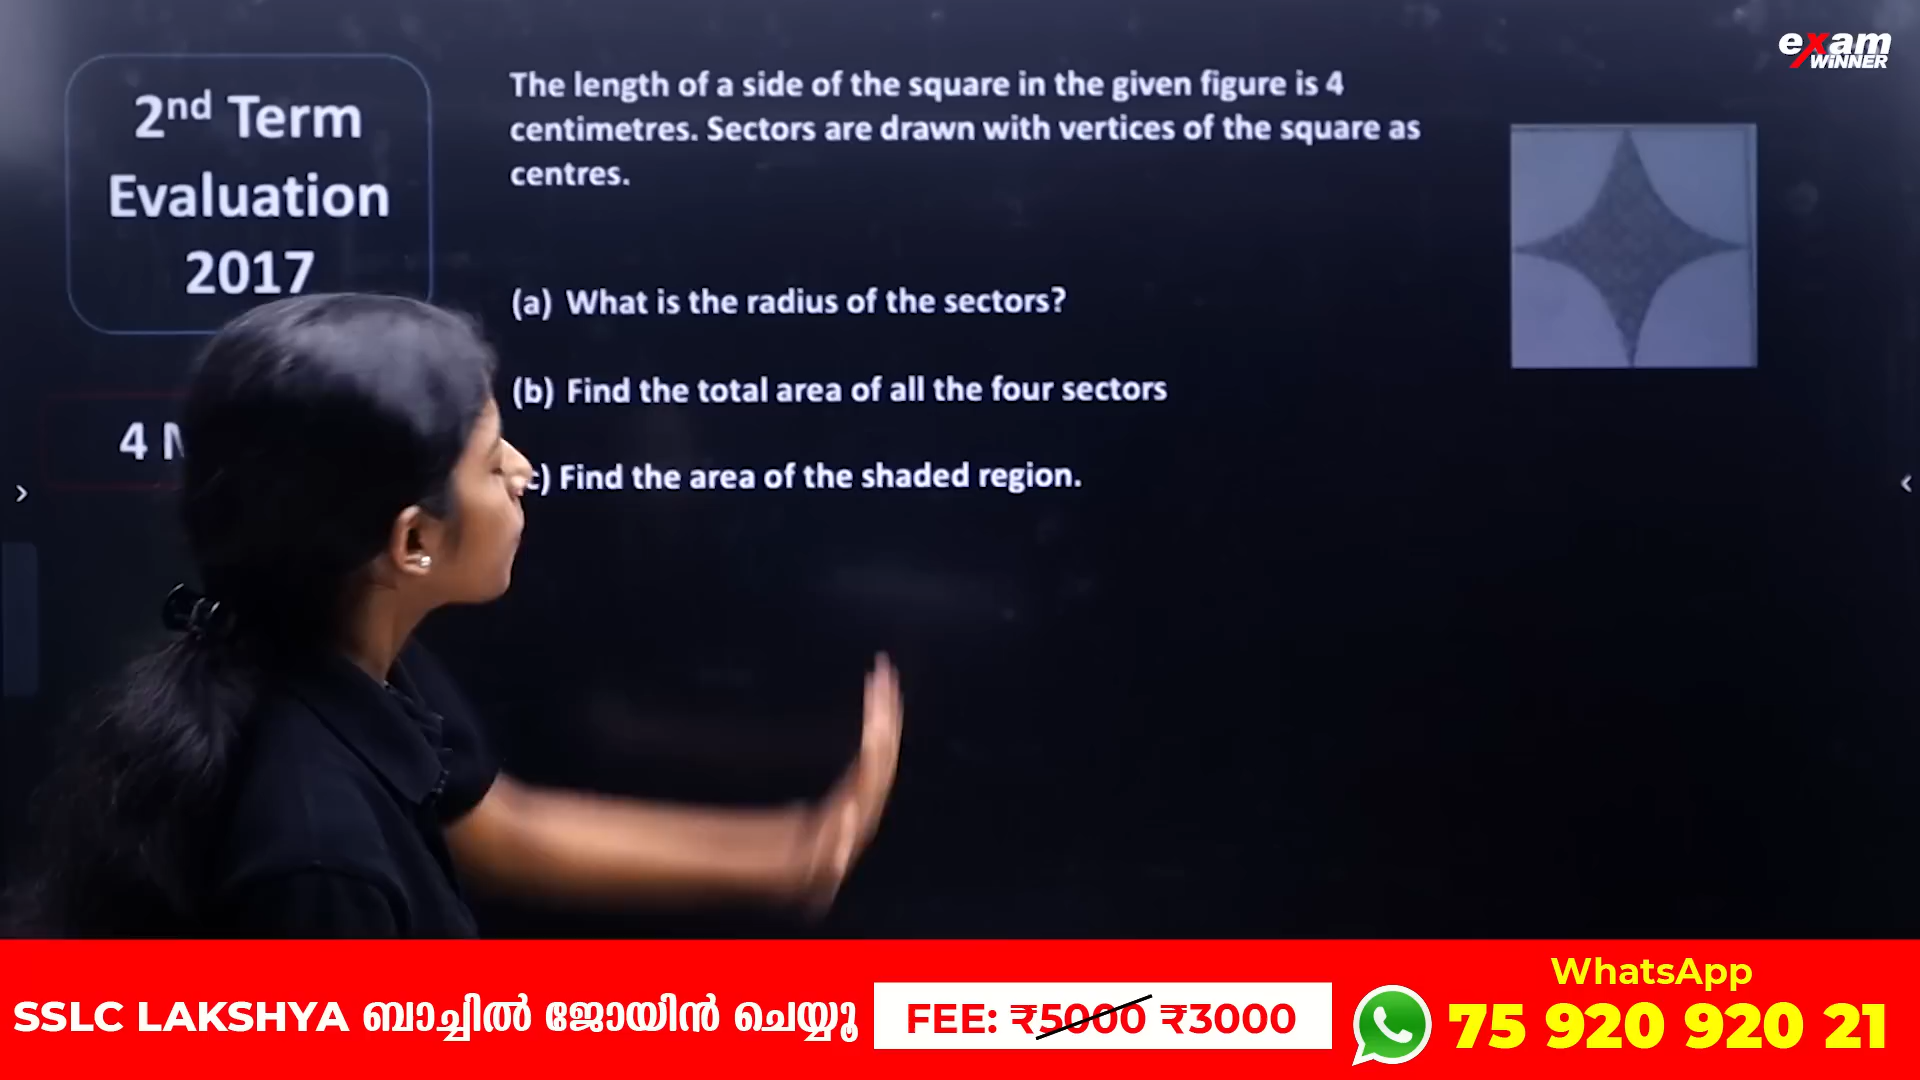 exam
WiNNER
2nd Term
Evaluation
2017
The length of a side of the square in the given figure is 4
centimetres. Sectors are drawn with vertices of the square as
centres.
(a) What is the radius of the sectors?
(b) Find the total area of all the four sectors
c) Find the area of the shaded region.
4
SSLC LAKSHYA ബാച്ചിൽ ജോയിൻ ചെയ്യൂ
FEE: ₹5000 ₹3000
WhatsApp
75 920 920 21